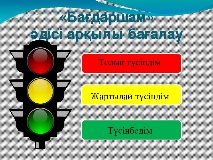 «Бағдаршам»
әдісі арқылы бағалау
Толық түсіндім
Жартылай түсіндім
Түсінбедім